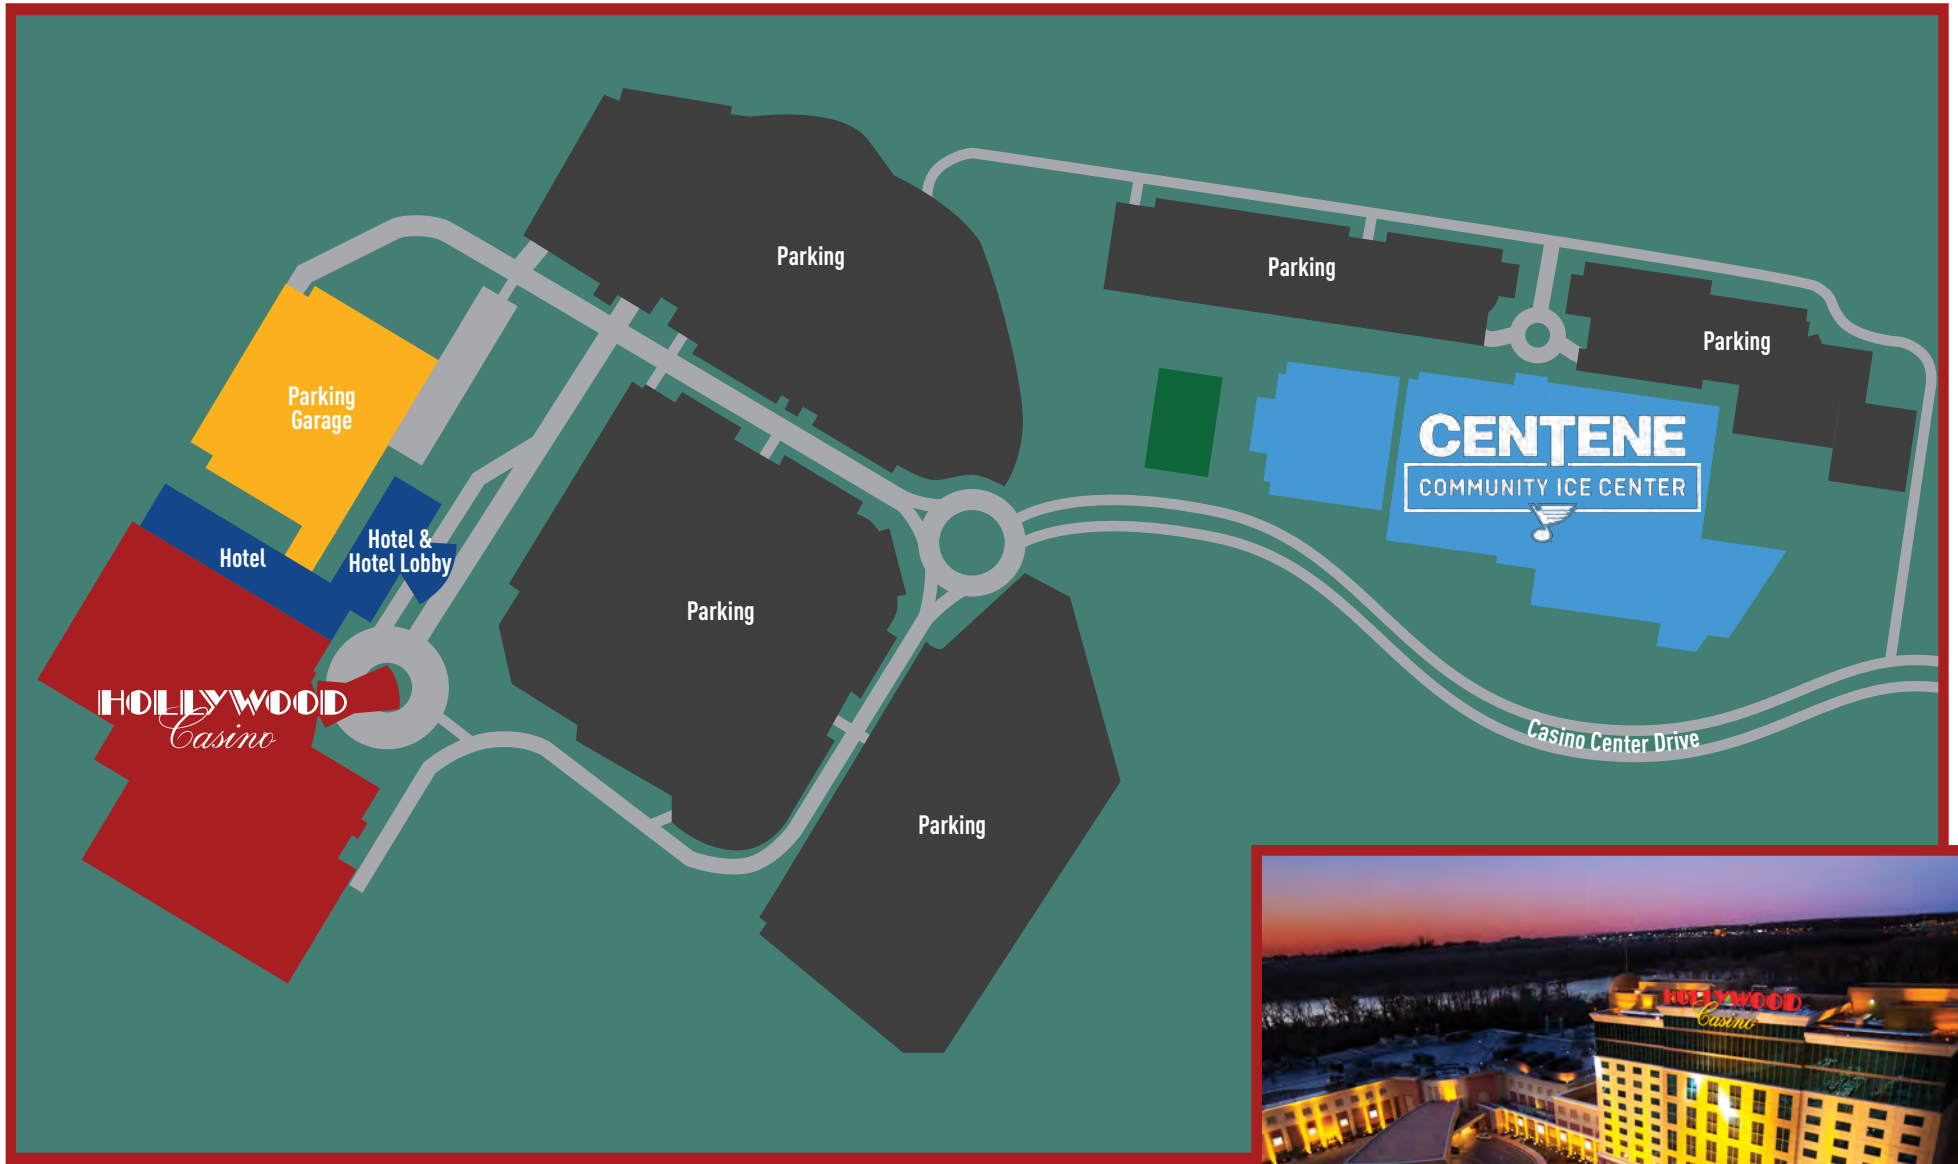 Parking
Parking
Parking
Parking
Garage
CENTENE
COMMUNITY ICE CENTER
Hotel
Hotel &
Hotel Lobby
Parking
HOLLYWOOD
Casino
Casino Center Drive
Parking
HOLLYWOOD
Casino